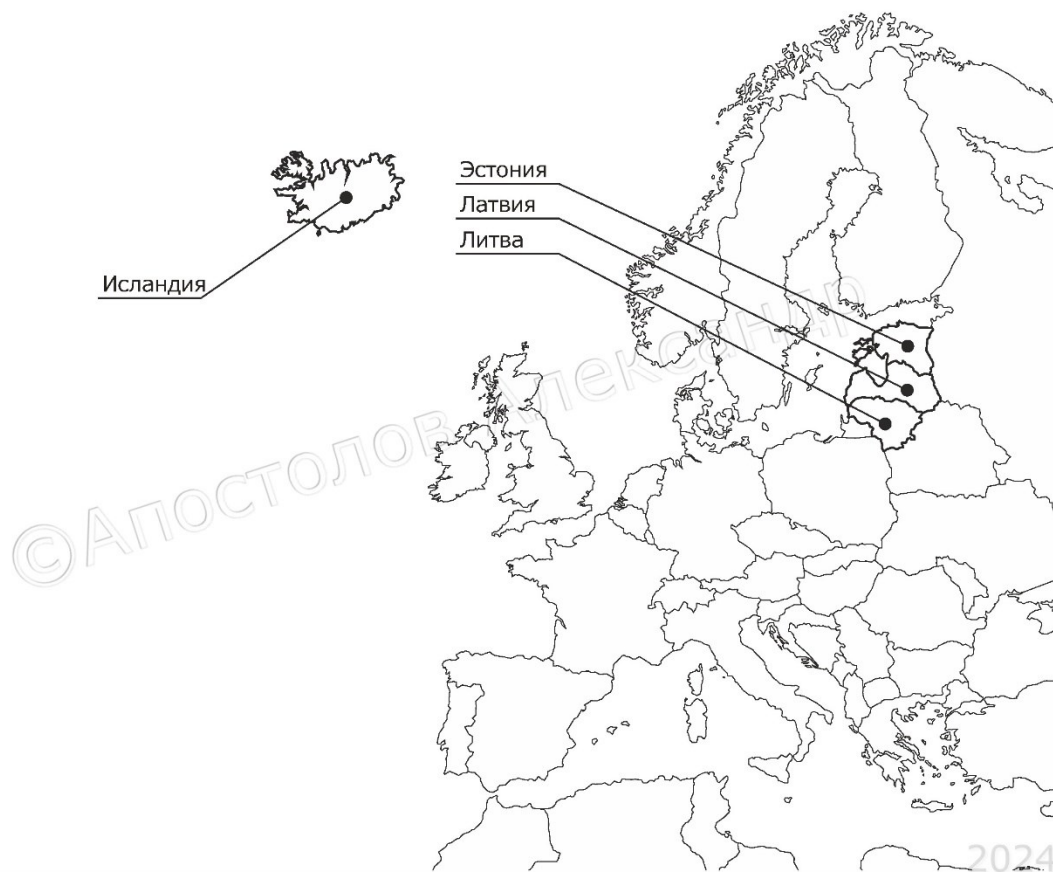 Эстония
Латвия
Литва
Исландия
©Апостолов Александр
2024